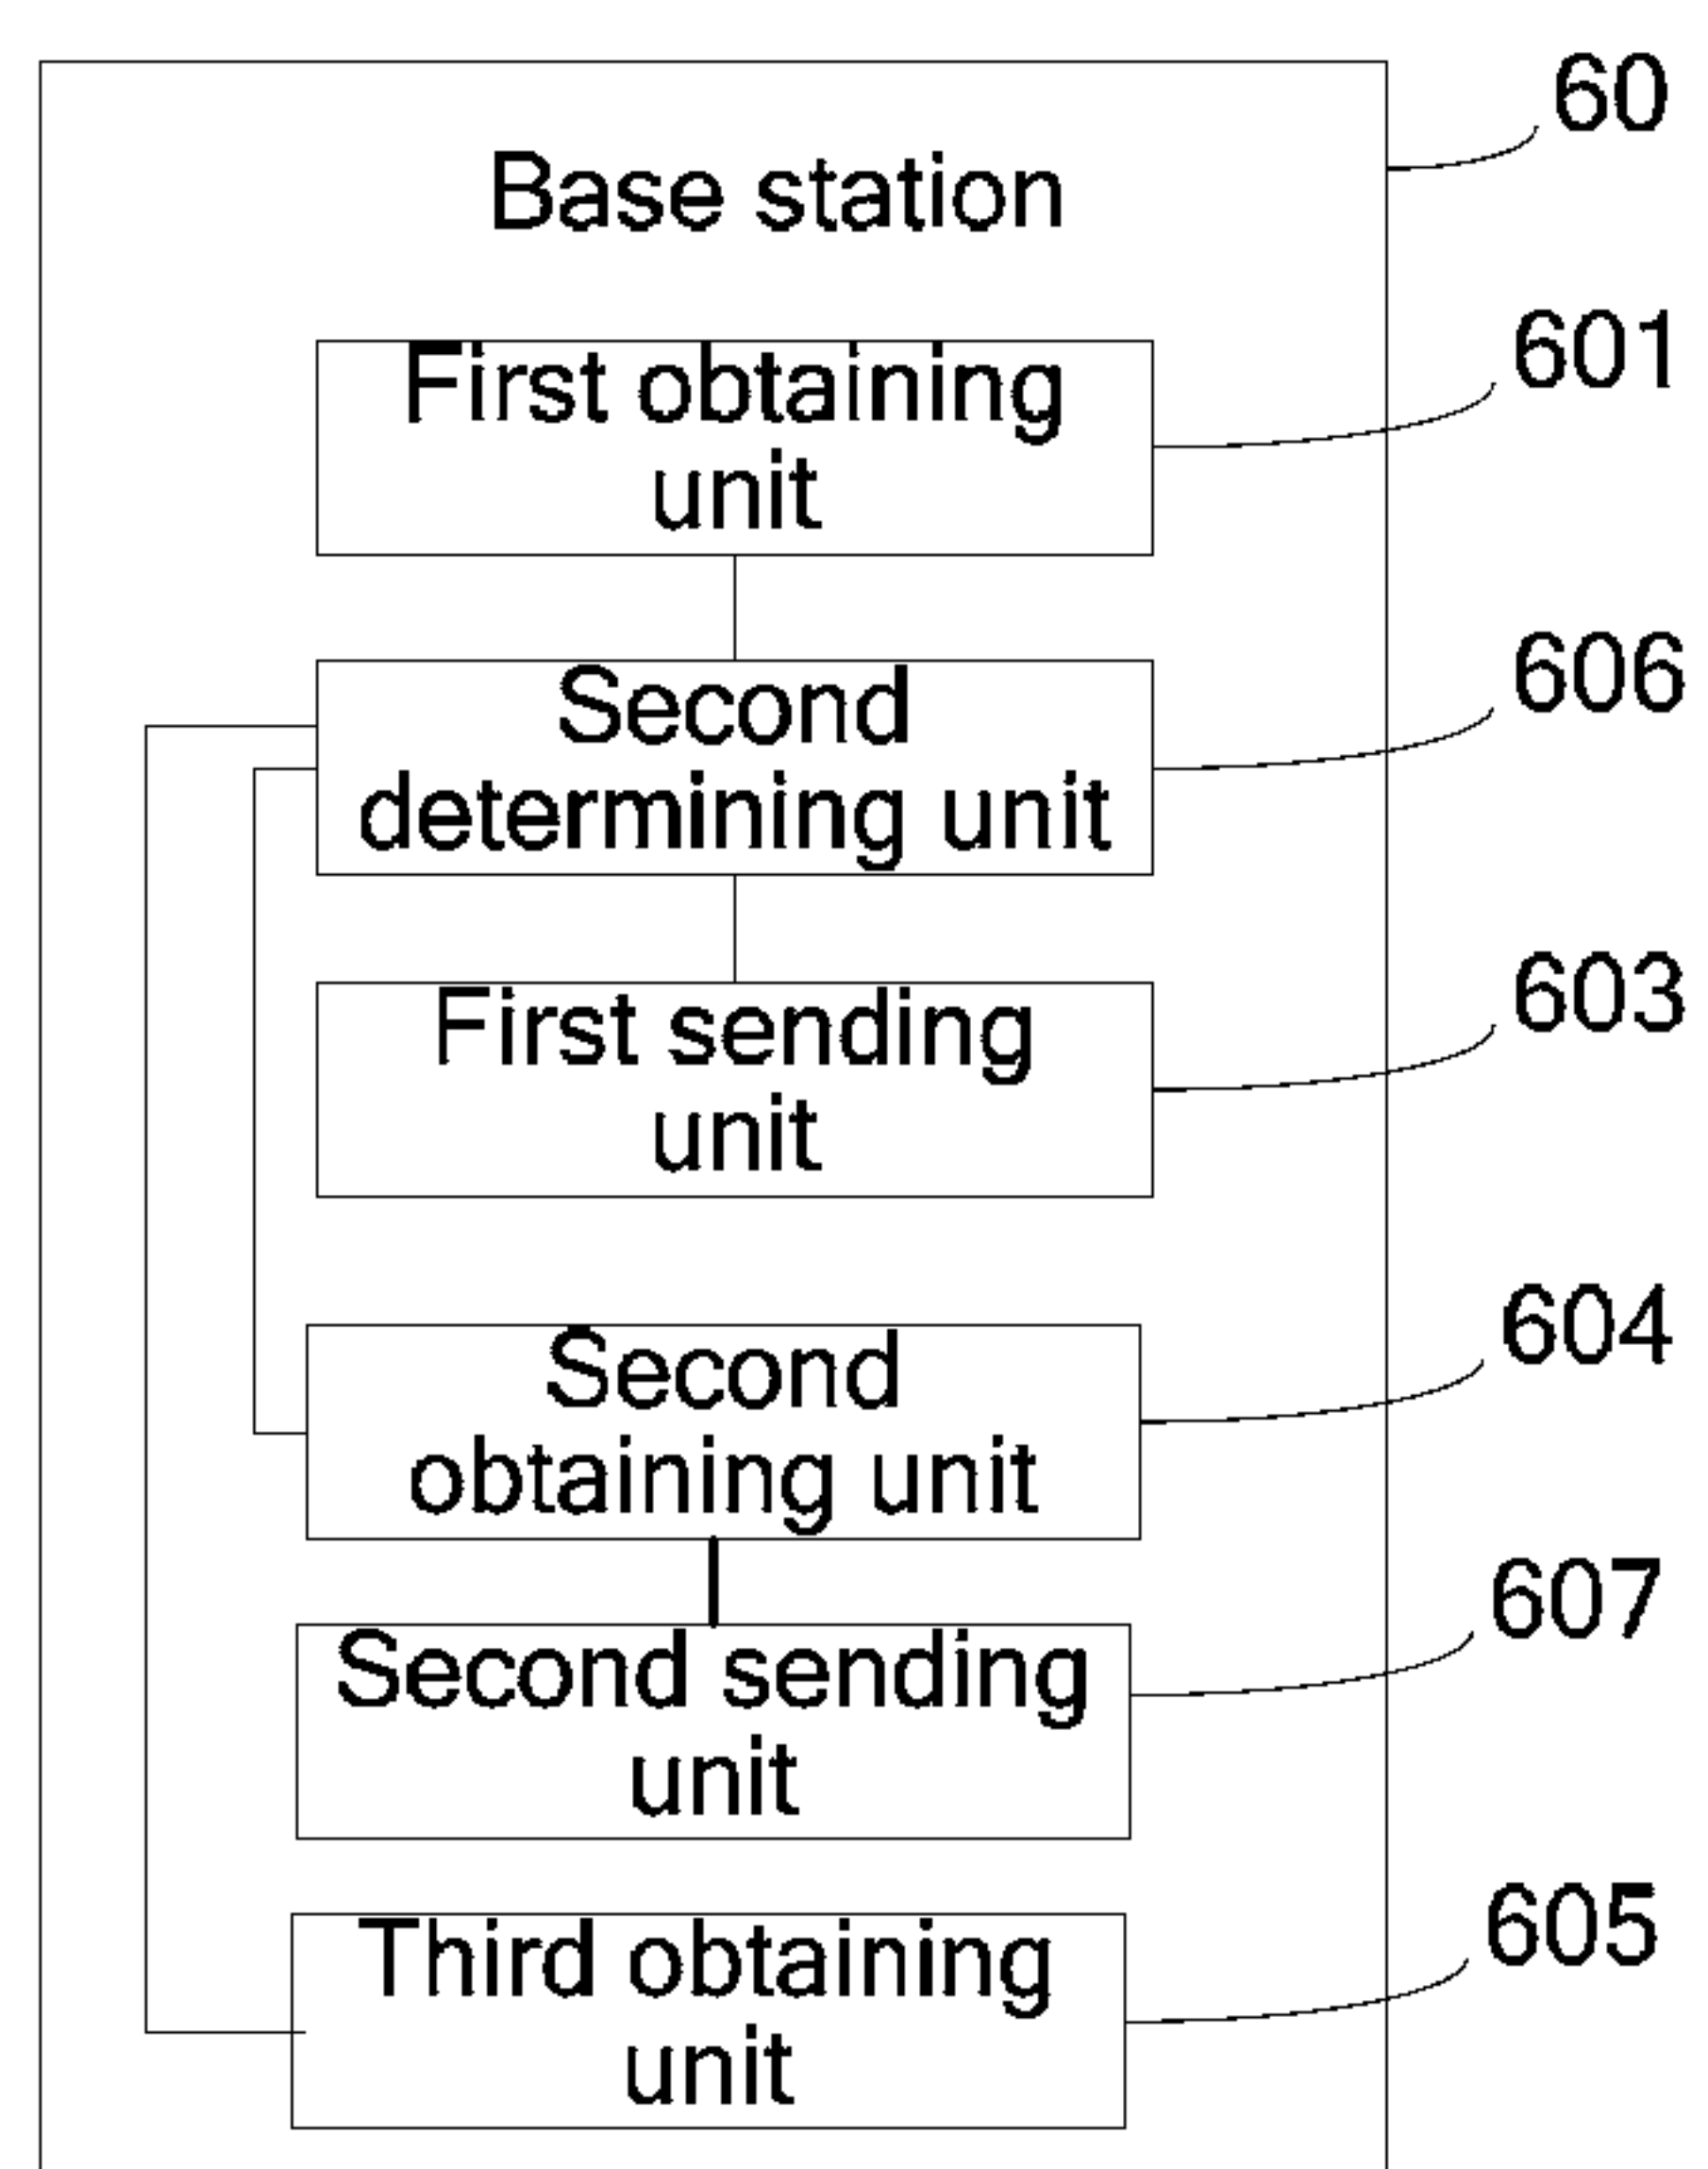 60
Base station
601
First obtaining
unit
606
Second
determining unit
603
First sending
unit
604
Second
obtaining unit
607
Second sending
unit
605
Third obtaining
unit